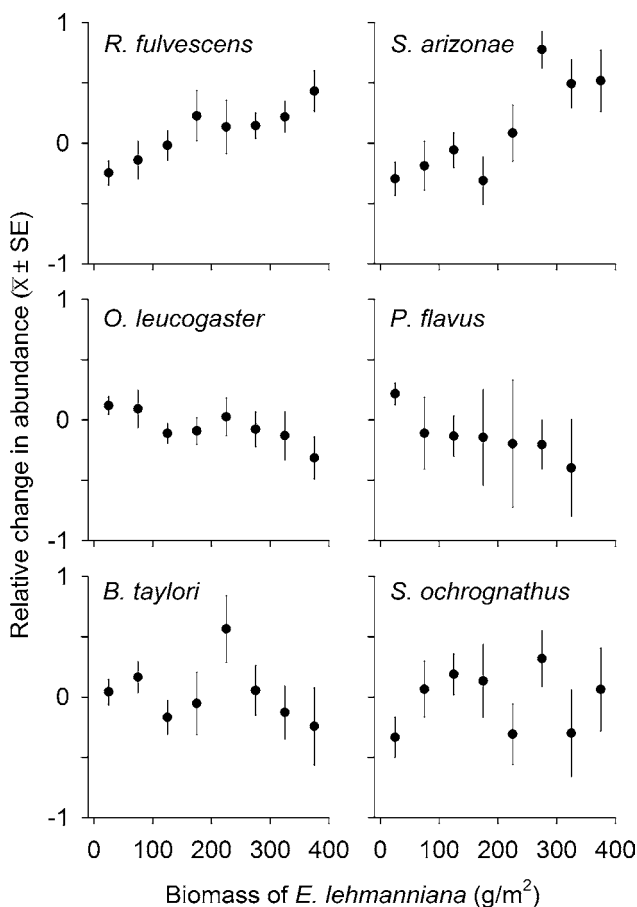 Relative change in abundance (x̅ ± SE)
R. fulvescens
S. arizonae
1
0
-1
O. leucogaster
P. flavus
1
0
-1
B. taylori
S. ochrognathus
1
0
-1
0 100 200 300 400
0 100 200 300 400
Biomass of E. lehmanniana (g/m²)